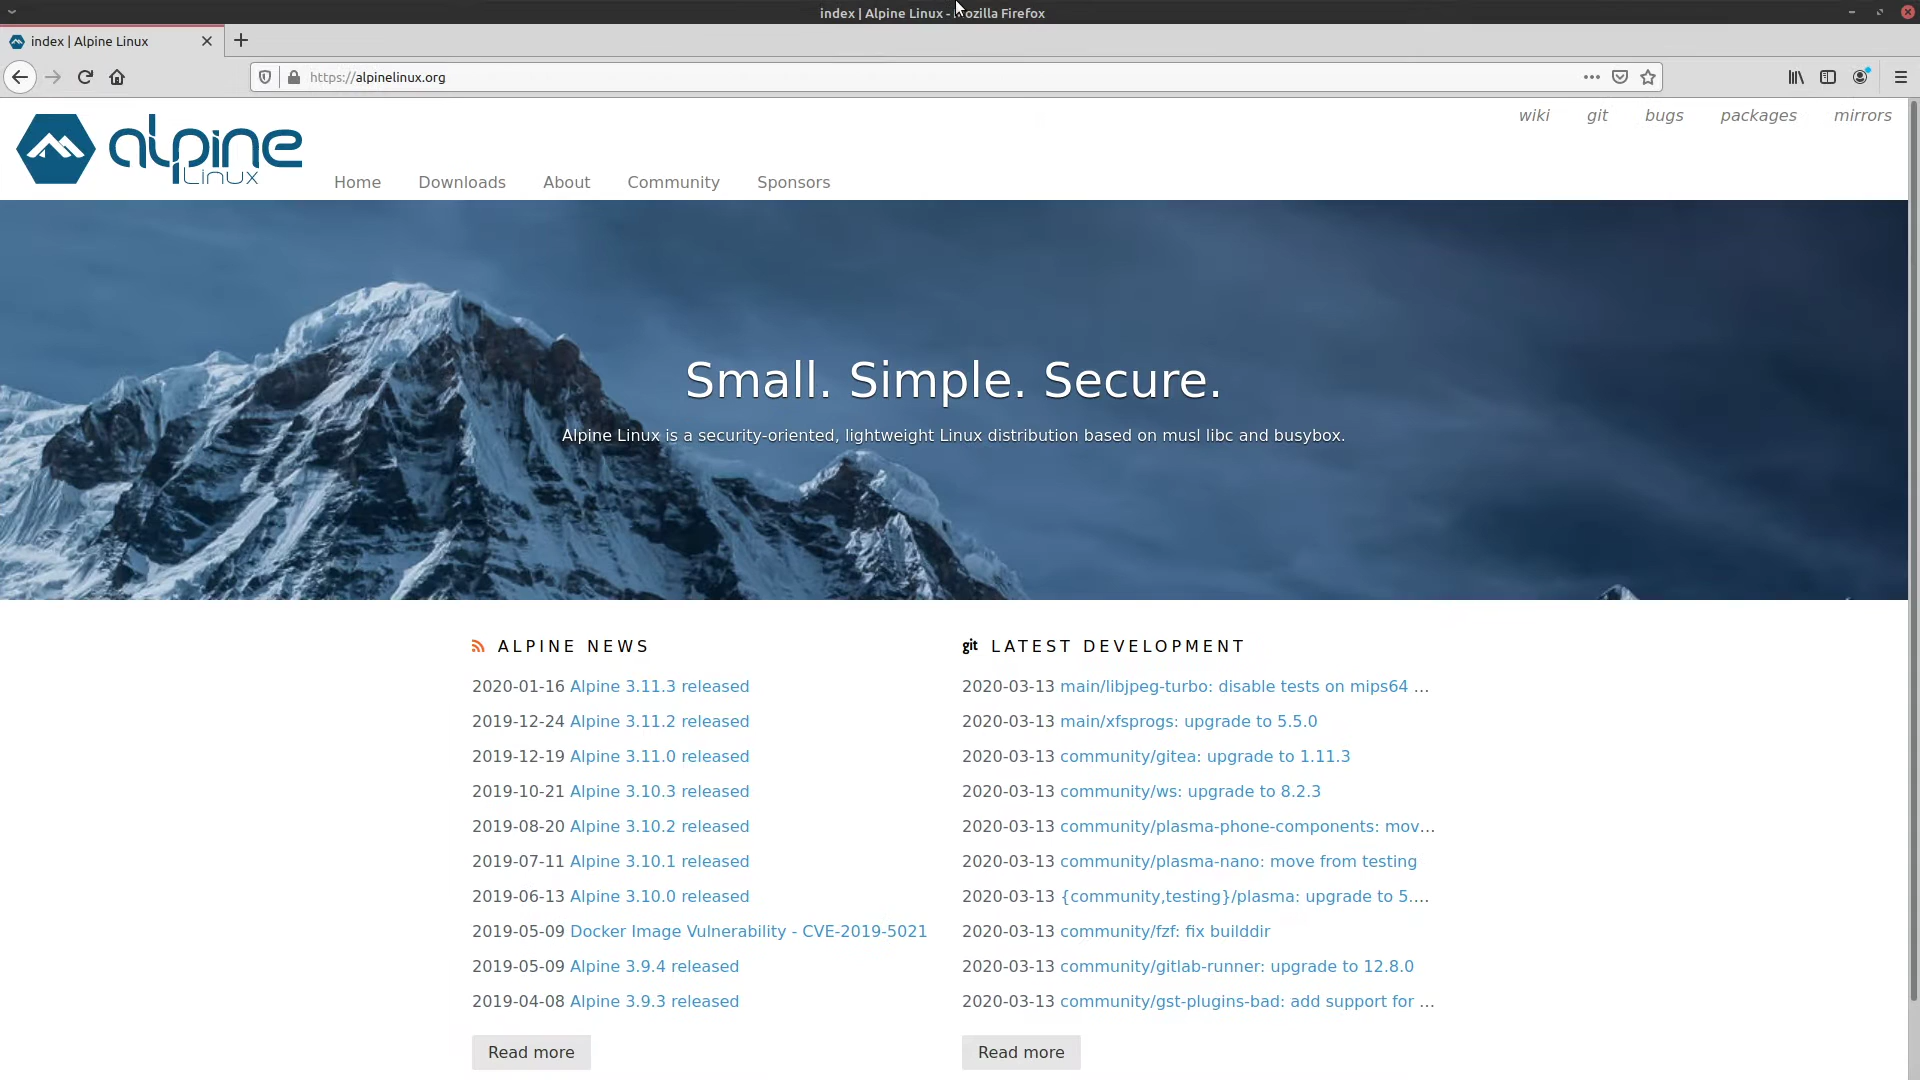 index | Alpine Linux - Mozilla Firefox
index | Alpine Linux
https://alpinelinux.org
wiki git bugs packages mirrors
alpine
Linux
Home Downloads About Community Sponsors
Small. Simple. Secure.
Alpine Linux is a security-oriented, lightweight Linux distribution based on musl libc and busybox.
ALPINE NEWS
2020-01-16 Alpine 3.11.3 released
2019-12-24 Alpine 3.11.2 released
2019-12-19 Alpine 3.11.0 released
2019-10-21 Alpine 3.10.3 released
2019-08-20 Alpine 3.10.2 released
2019-07-11 Alpine 3.10.1 released
2019-06-13 Alpine 3.10.0 released
2019-05-09 Docker Image Vulnerability - CVE-2019-5021
2019-05-09 Alpine 3.9.4 released
2019-04-08 Alpine 3.9.3 released
Read more
git LATEST DEVELOPMENT
2020-03-13 main/libjpeg-turbo: disable tests on mips64 ...
2020-03-13 main/xfsprogs: upgrade to 5.5.0
2020-03-13 community/gitea: upgrade to 1.11.3
2020-03-13 community/ws: upgrade to 8.2.3
2020-03-13 community/plasma-phone-components: mov...
2020-03-13 community/plasma-nano: move from testing
2020-03-13 {community,testing}/plasma: upgrade to 5....
2020-03-13 community/fzf: fix builddir
2020-03-13 community/gitlab-runner: upgrade to 12.8.0
2020-03-13 community/gst-plugins-bad: add support for ...
Read more